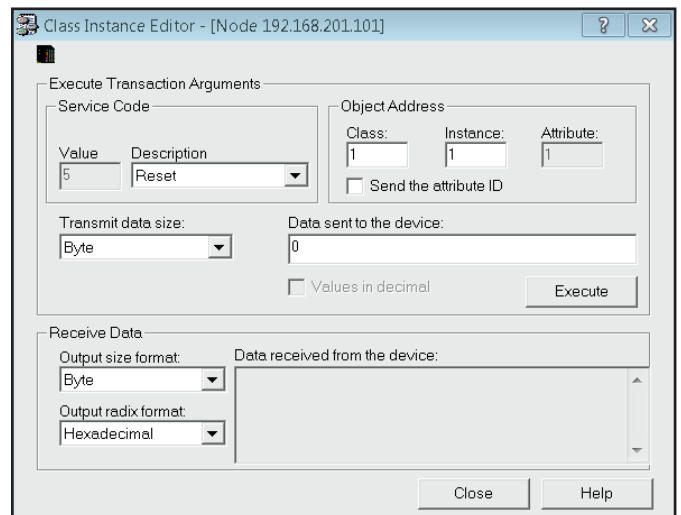 Class Instance Editor - [Node 192.168.201.101]
Execute Transaction Arguments
Service Code
Value Description
5 Reset
Object Address
Class: Instance: Attribute:
1 1 1
Send the attribute ID
Transmit data size:
Byte
Data sent to the device:
0
Values in decimal
Execute
Receive Data
Output size format:
Byte
Output radix format:
Hexadecimal
Data received from the device:
Close Help